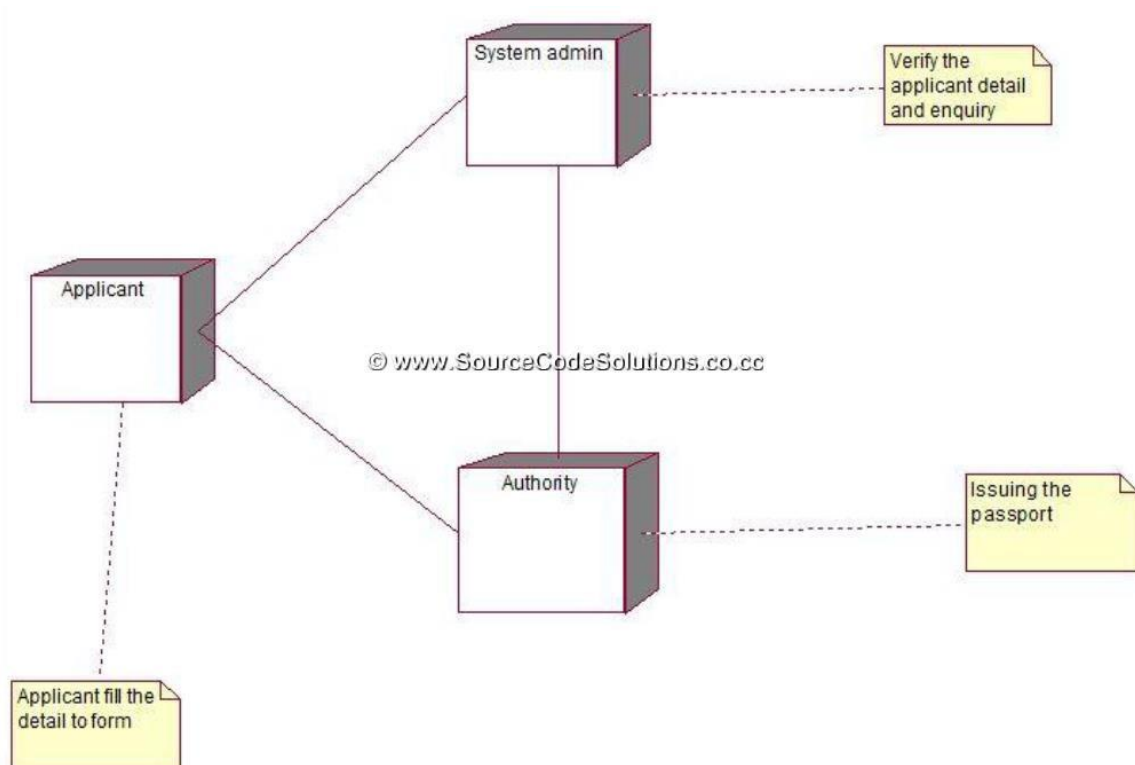 System admin
Verify the
applicant detail
and enquiry
Applicant
© www.SourceCodeSolutions.co.cc
Authority
Issuing the
passport
Applicant fill the
detail to form